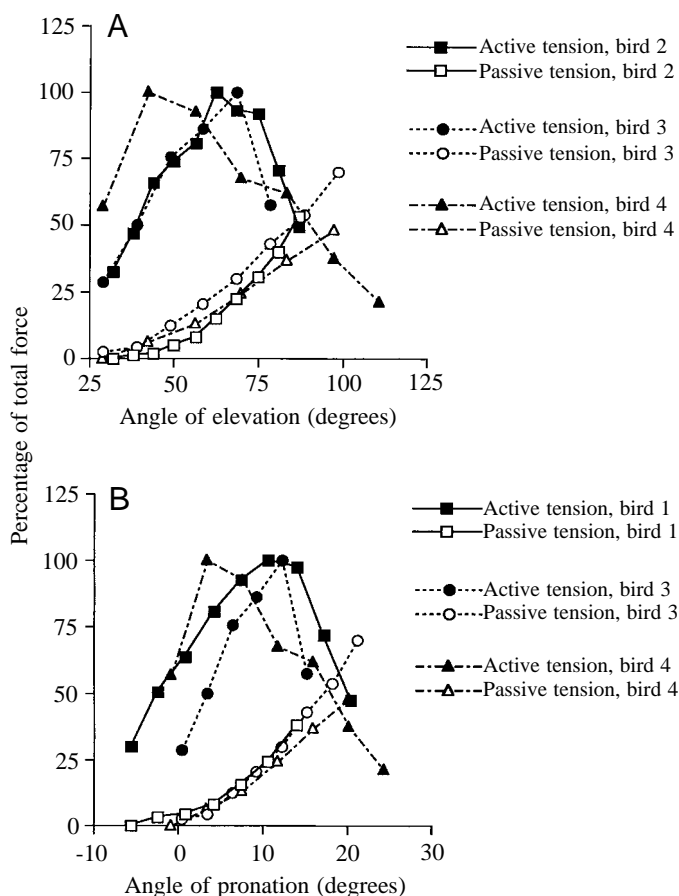 A
125
100
75
50
25
0
25
50
75
100
125
Angle of elevation (degrees)
Active tension, bird 2
Passive tension, bird 2
Active tension, bird 3
Passive tension, bird 3
Active tension, bird 4
Passive tension, bird 4
Percentage of total force
B
125
100
75
50
25
0
-10
0
10
20
30
Angle of pronation (degrees)
Active tension, bird 1
Passive tension, bird 1
Active tension, bird 3
Passive tension, bird 3
Active tension, bird 4
Passive tension, bird 4